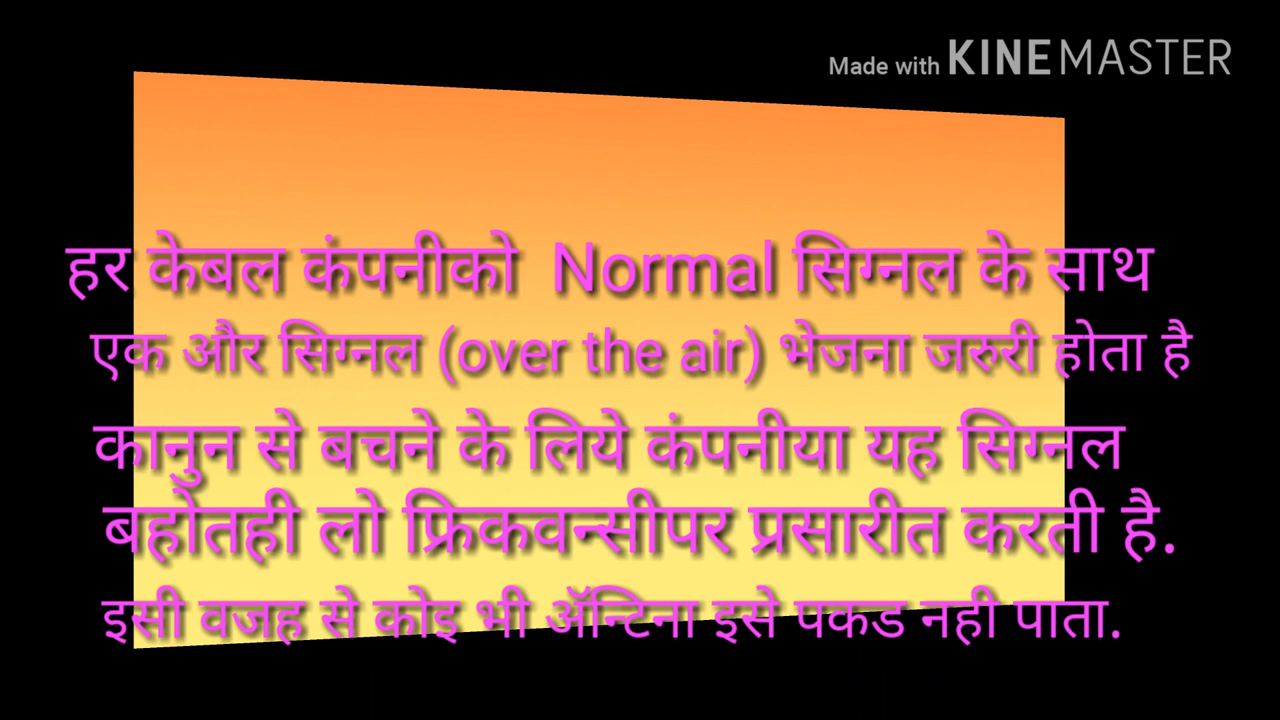 Made with KINEMASTER
हर केबल कंपनीको Normal सिग्नल के साथ
एक और सिग्नल (over the air) भेजना जरुरी होता है
कानुन से बचने के लिये कंपनीया यह सिग्नल
बहोतही लो फ्रिकवन्सीपर प्रसारीत करती है.
इसी वजह से कोइ भी ॲन्टिना इसे पकड नही पाता.